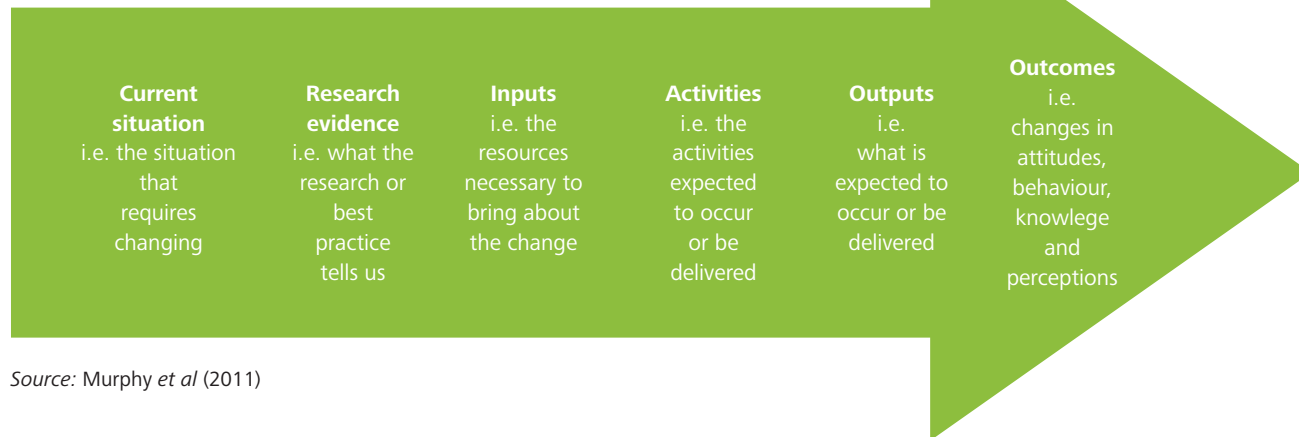 Current
situation
i.e. the situation
that
requires
changing
Research
evidence
i.e. what the
research or
best
practice
tells us
Inputs
i.e. the
resources
necessary to
bring about
the change
Activities
i.e. the
activities
expected
to occur
or be
delivered
Outputs
i.e.
what is
expected to
occur or be
delivered
Outcomes
i.e.
changes in
attitudes,
behaviour,
knowlege
and
perceptions
Source: Murphy et al (2011)